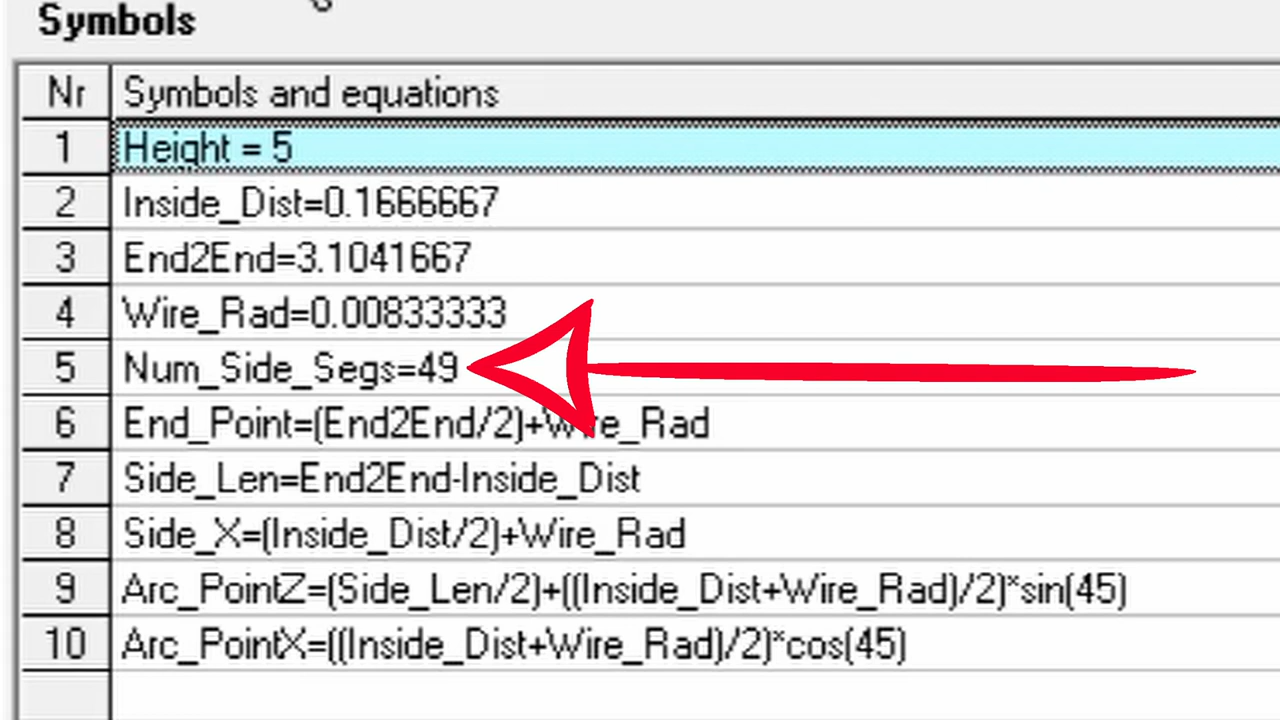 Symbols
Nr Symbols and equations
1 Height = 5
2 Inside_Dist=0.1666667
3 End2End=3.1041667
4 Wire_Rad=0.00833333
5 Num_Side_Segs=49
6 End_Point=(End2End/2)+Wire_Rad
7 Side_Len=End2End-Inside_Dist
8 Side_X=(Inside_Dist/2)+Wire_Rad
9 Arc_PointZ=(Side_Len/2)+((Inside_Dist+Wire_Rad)/2)*sin(45)
10 Arc_PointX=((Inside_Dist+Wire_Rad)/2)*cos(45)